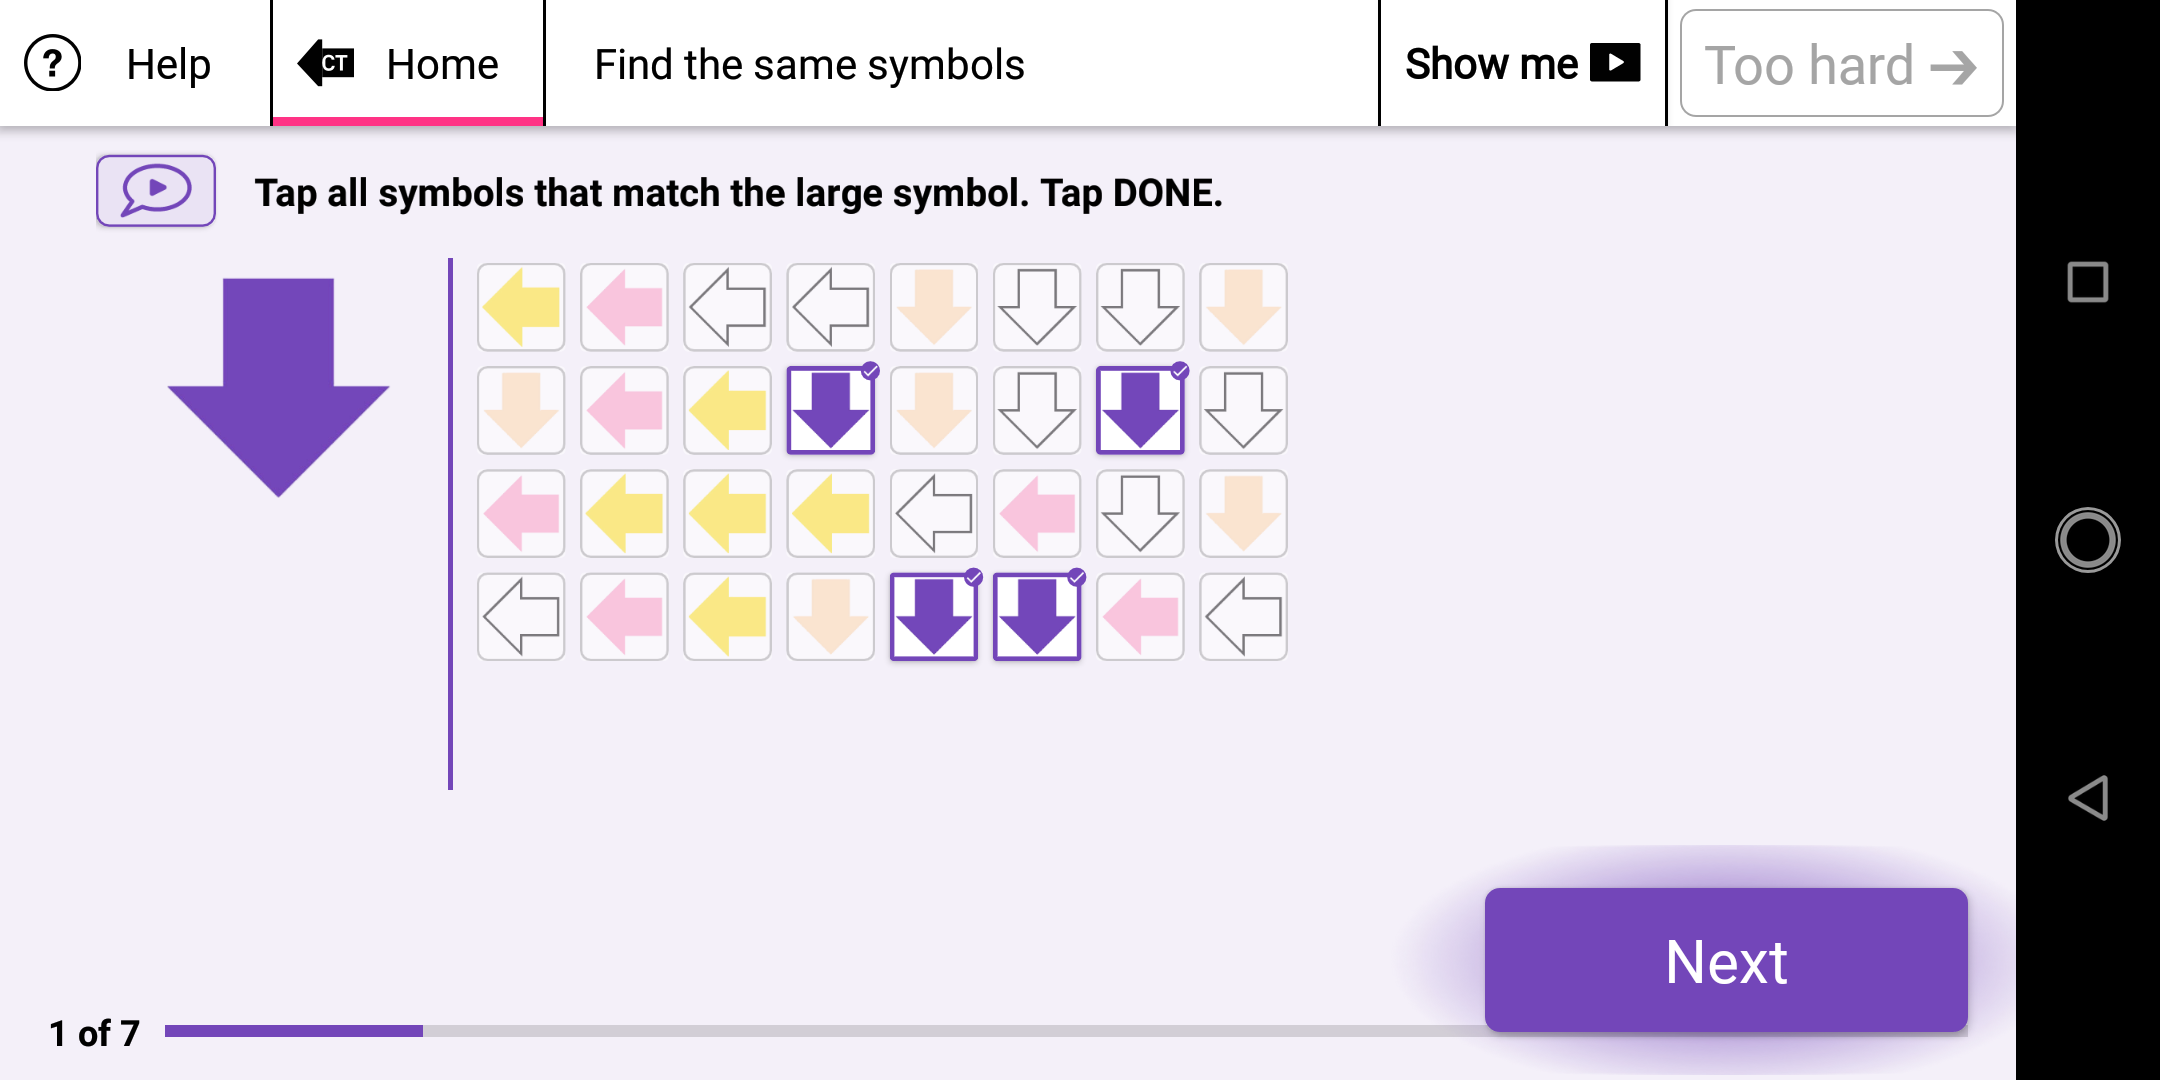 ? Help
CT Home
Find the same symbols
Show me
Too hard
Tap all symbols that match the large symbol. Tap DONE.
Next
1 of 7